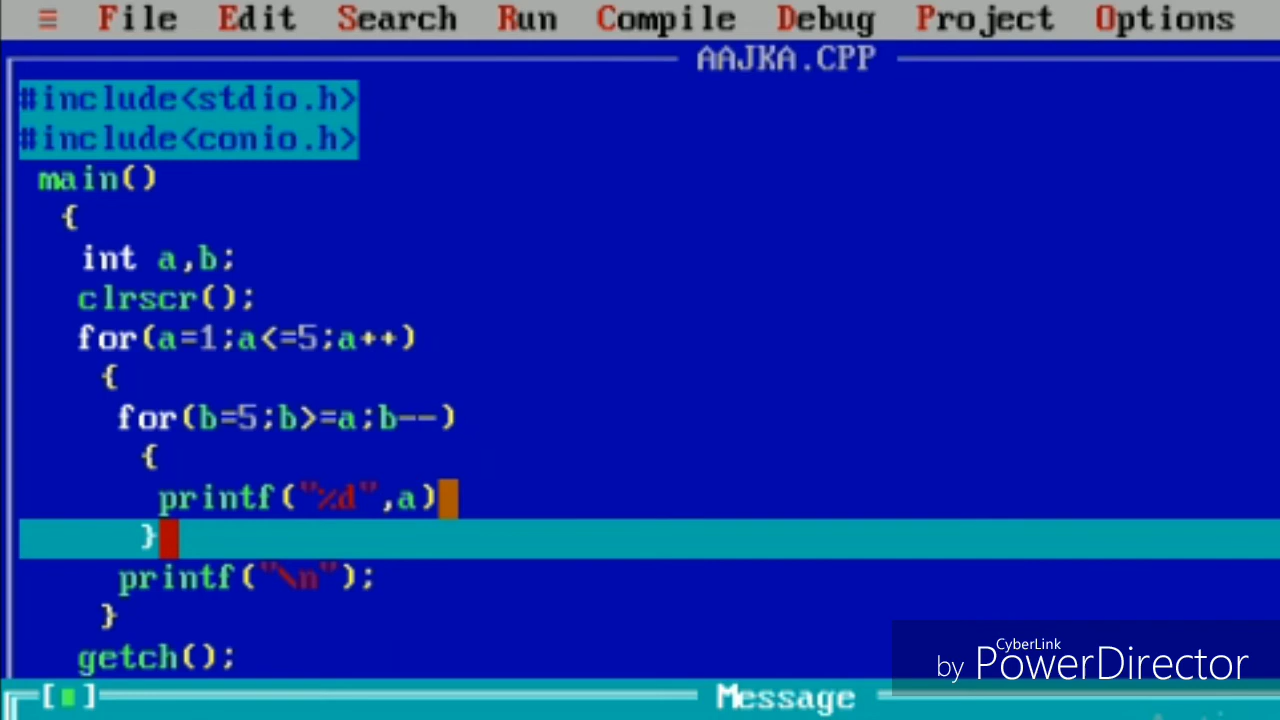 ≡ File Edit Search Run Compile Debug Project Options
AAJKA.CPP
#include<stdio.h>
#include<conio.h>
main()
{
int a,b;
clrscr();
for(a=1;a<=5;a++)
{
for(b=5;b>=a;b--)
{
printf("%d",a)
}
printf("\n");
}
getch();
CyberLink
by PowerDirector
[■] Message